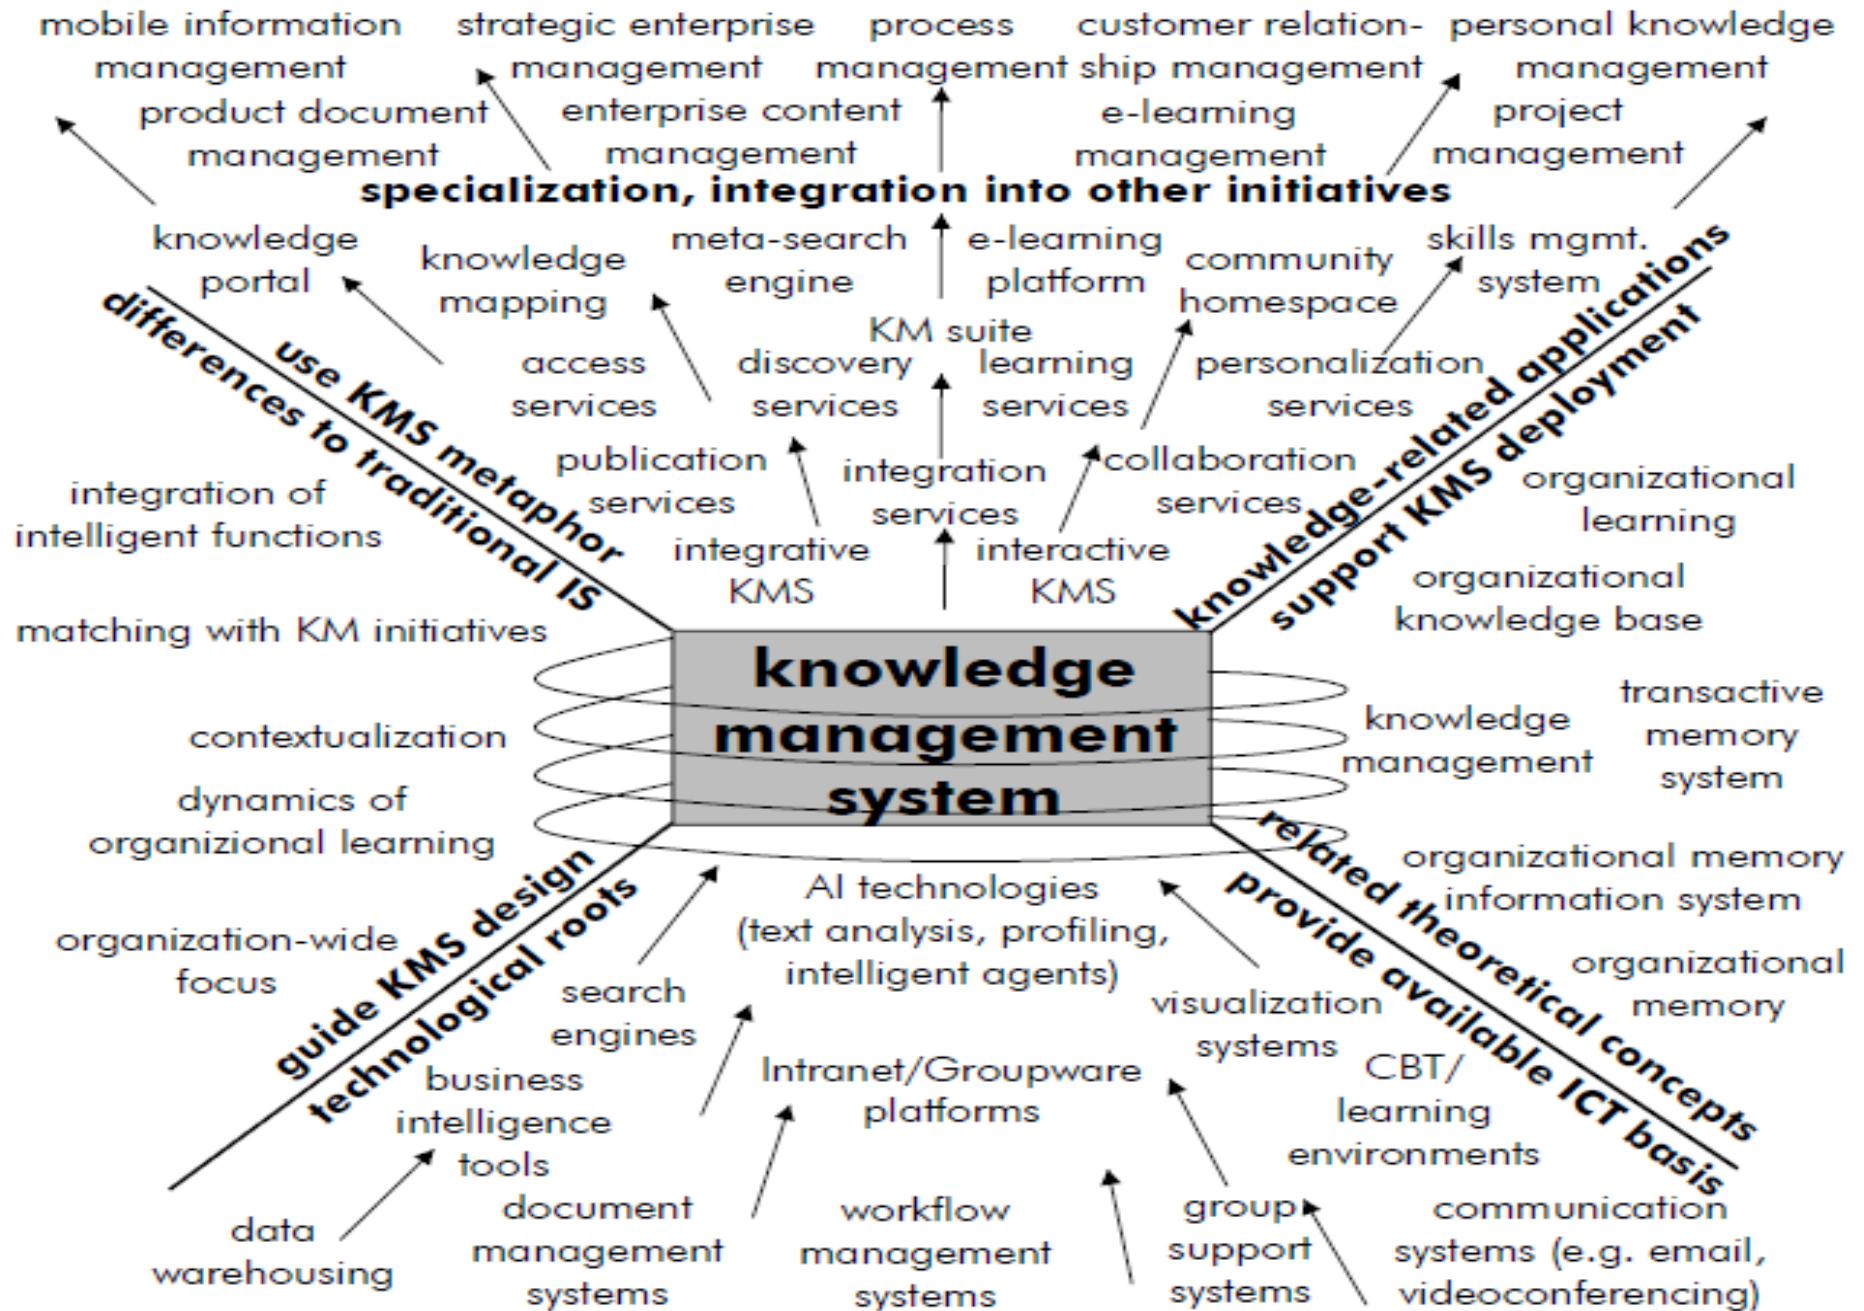 mobile information
management
strategic enterprise
management
process
management
customer relation-
ship management
personal knowledge
management
product document
management
enterprise content
management
e-learning
management
project
management
specialization, integration into other initiatives
knowledge
portal
knowledge
mapping
meta-search
engine
e-learning
platform
community
homespace
skills mgmt.
system
KM suite
access
services
discovery
services
learning
services
personalization
services
publication
services
integration
services
collaboration
services
integrative
KMS
interactive
KMS
use KMS metaphor
differences to traditional IS
knowledge-related applications
support KMS deployment
integration of
intelligent functions
matching with KM initiatives
contextualization
dynamics of
organizional learning
organization-wide
focus
knowledge
management
system
organizational
learning
organizational
knowledge base
knowledge
management
transactive
memory
system
organizational memory
information system
organizational
memory
guide KMS design
technological roots
related theoretical concepts
provide available ICT basis
AI technologies
(text analysis, profiling,
intelligent agents)
search
engines
visualization
systems
business
intelligence
tools
Intranet/Groupware
platforms
CBT/
learning
environments
data
warehousing
document
management
systems
workflow
management
systems
group
support
systems
communication
systems (e.g. email,
videoconferencing)